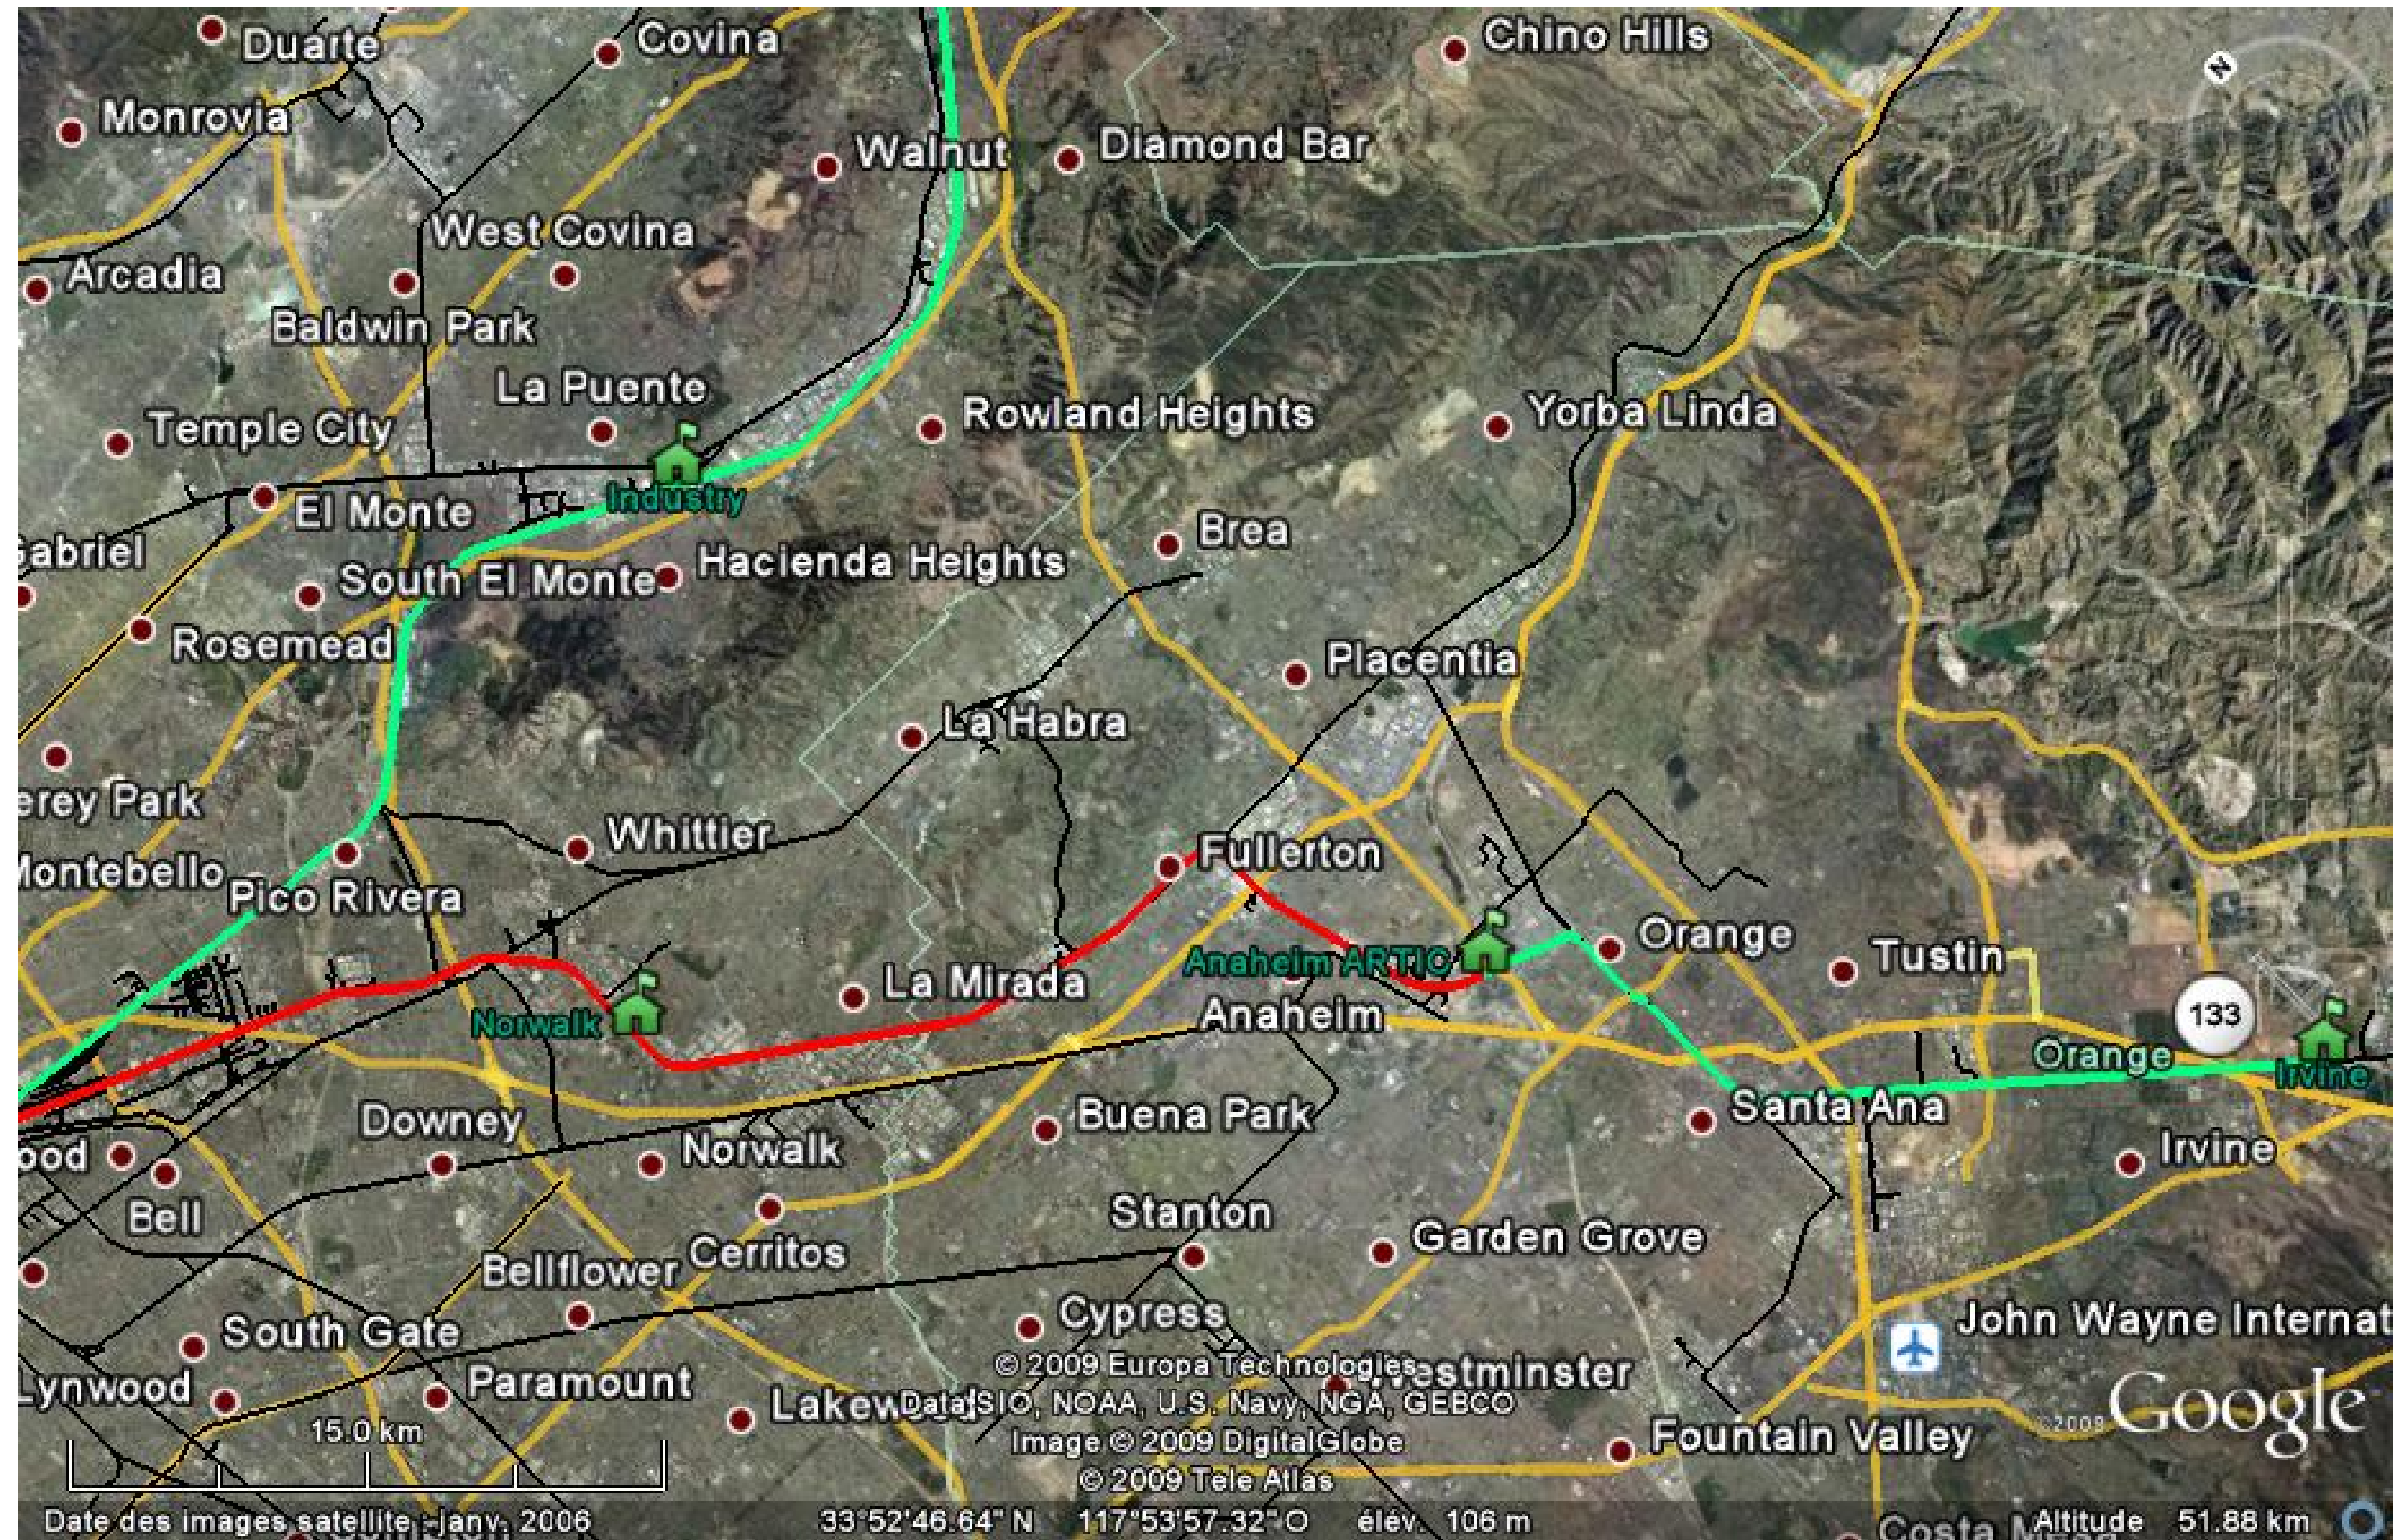 Duarte
Covina
Chino Hills
N
Monrovia
Walnut
Diamond Bar
West Covina
Arcadia
Baldwin Park
La Puente
Rowland Heights
Yorba Linda
Temple City
Industry
El Monte
Brea
Gabriel
Hacienda Heights
South El Monte
Rosemead
Placentia
La Habra
erey Park
Whittier
Fullerton
Montebello
Pico Rivera
Orange
Tustin
Anaheim ARTIC
La Mirada
Norwalk
Anaheim
133
Orange
Irvine
Downey
Buena Park
Santa Ana
Norwalk
Irvine
ood
Bell
Stanton
Garden Grove
Cerritos
Bellflower
Cypress
John Wayne Internat
South Gate
© 2009 Europa Technologies
Westminster
Lynwood
Paramount
Lakewood
Data SIO, NOAA, U.S. Navy, NGA, GEBCO
©2009 Google
15.0 km
Image © 2009 DigitalGlobe
Fountain Valley
© 2009 Tele Atlas
Date des images satellite : janv. 2006
33°52'46.64" N 117°53'57.32" O élév. 106 m
Costa M
Altitude 51.88 km